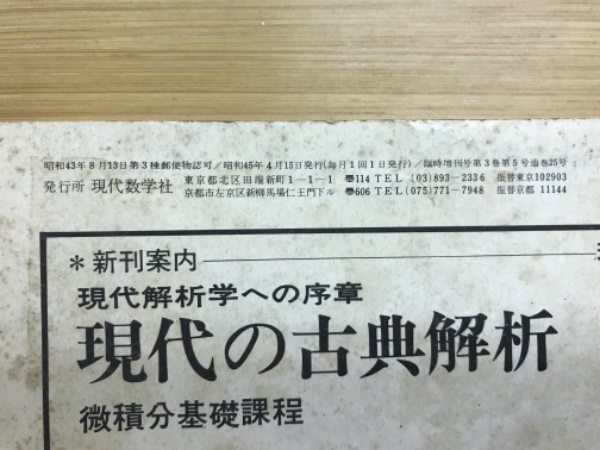 昭和43年8月13日第3種郵便物認可/昭和45年4月15日発行(毎月1回1日発行)/臨時増刊号第3巻第5号通巻25号
発行所 現代数学社 東京都北区田端新町1-1-1 ☎114 TEL (03)893-2336 振替東京102903
京都市左京区新柳馬場仁王門下ル ☎606 TEL (075)771-7948 振替京都 11144
*新刊案内
現代解析学への序章
現代の古典解析
微積分基礎課程